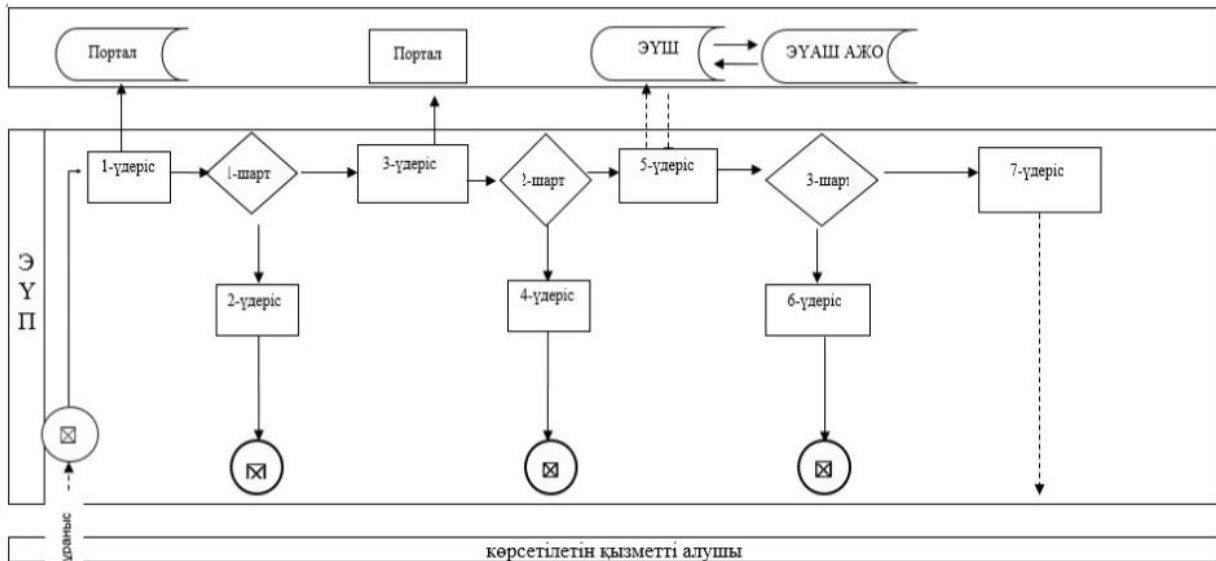 Портал
Портал
ЭҮШ
ЭҮАШ АЖО
1-үдеріс
1-шарт
3-үдеріс
2-шарт
5-үдеріс
3-шарт
7-үдеріс
Э
Ү
П
2-үдеріс
4-үдеріс
6-үдеріс
ұраныс
көрсетілетін қызметті алушы